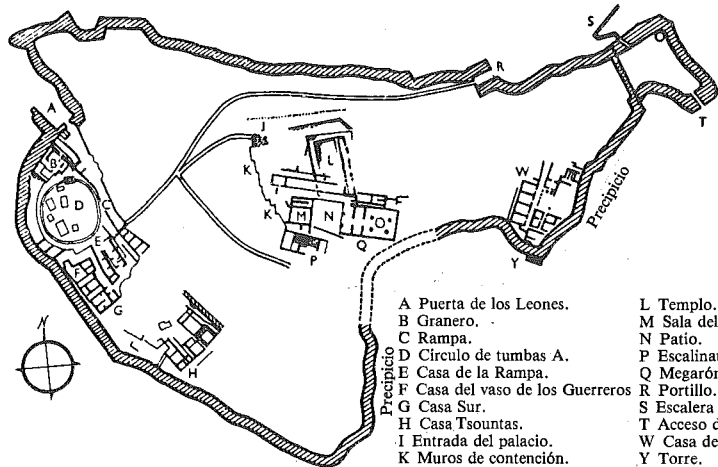 S
R
O
T
A
J
B
K
L
W
D
C
K
M
N
O
E
P
Q
Precipicio
F
Y
G
N
H
Precipicio
A Puerta de los Leones.
B Granero.
C Rampa.
D Círculo de tumbas A.
E Casa de la Rampa.
F Casa del vaso de los Guerreros
G Casa Sur.
H Casa Tsountas.
I Entrada del palacio.
K Muros de contención.
L Templo.
M Sala del
N Patio.
P
Q Megarón
R Portillo.
S Escalera
T Acceso
W Casa de
Y Torre.